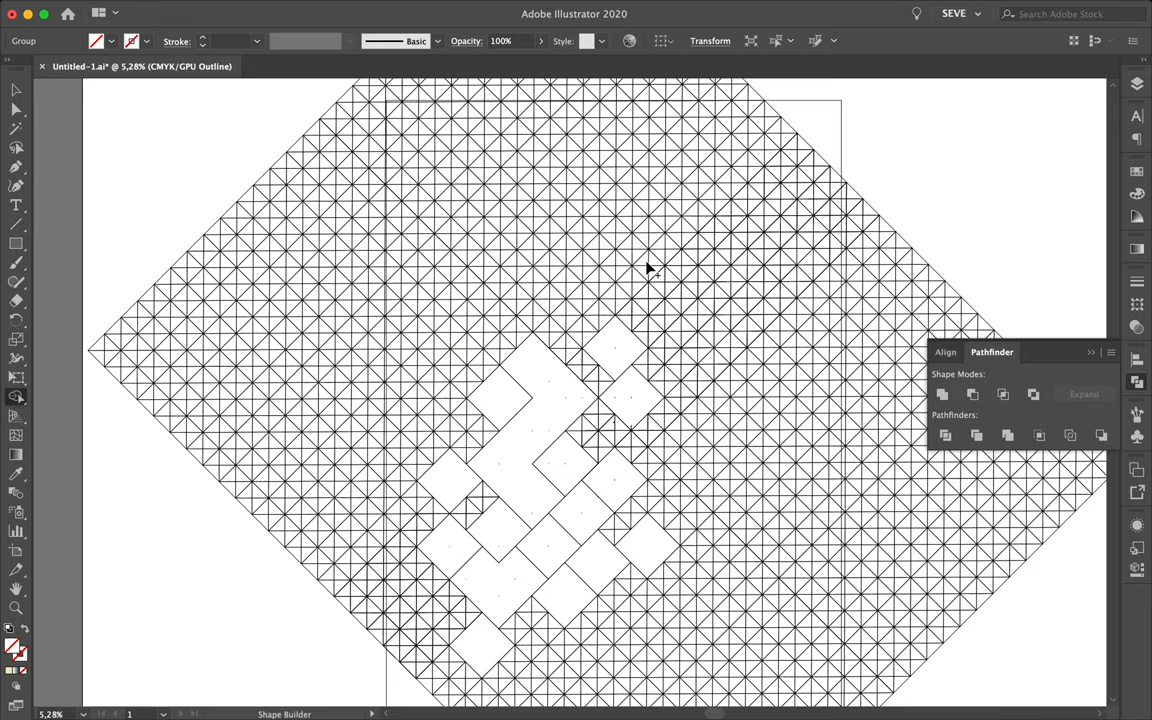 Adobe Illustrator 2020
SEVE
Search Adobe Stock
Group
Stroke:
Basic
Opacity:
100%
Style:
Transform
Untitled-1.ai* @ 5,28% (CMYK/GPU Outline)
Align
Pathfinder
Shape Modes:
Expand
Pathfinders:
5,28%
1
Shape Builder